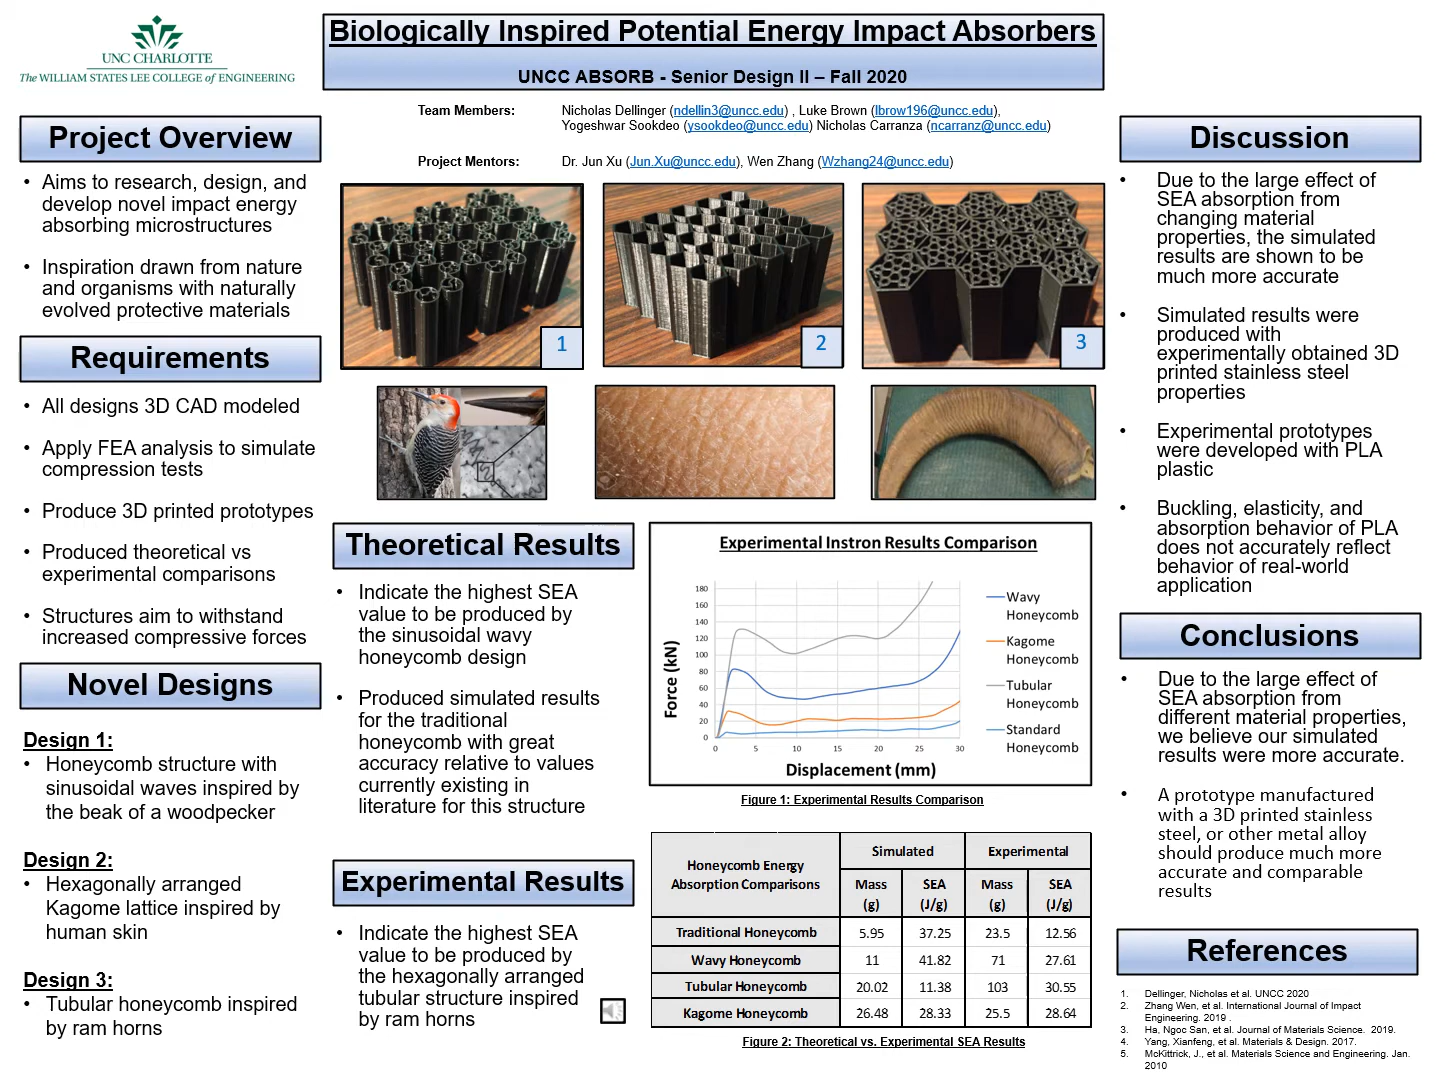 UNC CHARLOTTE
The WILLIAM STATES LEE COLLEGE of ENGINEERING
Biologically Inspired Potential Energy Impact Absorbers
UNCC ABSORB - Senior Design II – Fall 2020
Team Members: Nicholas Dellinger (ndellin3@uncc.edu) , Luke Brown (lbrow196@uncc.edu),
Yogeshwar Sookdeo (ysookdeo@uncc.edu) Nicholas Carranza (ncarranz@uncc.edu)
Project Mentors: Dr. Jun Xu (Jun.Xu@uncc.edu), Wen Zhang (Wzhang24@uncc.edu)
Project Overview
• Aims to research, design, and
develop novel impact energy
absorbing microstructures
• Inspiration drawn from nature
and organisms with naturally
evolved protective materials
Requirements
• All designs 3D CAD modeled
• Apply FEA analysis to simulate
compression tests
• Produce 3D printed prototypes
• Produced theoretical vs
experimental comparisons
• Structures aim to withstand
increased compressive forces
Novel Designs
Design 1:
• Honeycomb structure with
sinusoidal waves inspired by
the beak of a woodpecker
Design 2:
• Hexagonally arranged
Kagome lattice inspired by
human skin
Design 3:
• Tubular honeycomb inspired
by ram horns
1
2
3
Theoretical Results
• Indicate the highest SEA
value to be produced by
the sinusoidal wavy
honeycomb design
• Produced simulated results
for the traditional
honeycomb with great
accuracy relative to values
currently existing in
literature for this structure
Experimental Results
• Indicate the highest SEA
value to be produced by
the hexagonally arranged
tubular structure inspired
by ram horns
Experimental Instron Results Comparison
Force (kN)
180
160
140
120
100
80
60
40
20
0
0 5 10 15 20 25 30
Displacement (mm)
Wavy
Honeycomb
Kagome
Honeycomb
Tubular
Honeycomb
Standard
Honeycomb
Figure 1: Experimental Results Comparison
Honeycomb Energy
Absorption Comparisons
Simulated Experimental
Mass (g) SEA (J/g) Mass (g) SEA (J/g)
Traditional Honeycomb 5.95 37.25 23.5 12.56
Wavy Honeycomb 11 41.82 71 27.61
Tubular Honeycomb 20.02 11.38 103 30.55
Kagome Honeycomb 26.48 28.33 25.5 28.64
Figure 2: Theoretical vs. Experimental SEA Results
Discussion
• Due to the large effect of
SEA absorption from
changing material
properties, the simulated
results are shown to be
much more accurate
• Simulated results were
produced with
experimentally obtained 3D
printed stainless steel
properties
• Experimental prototypes
were developed with PLA
plastic
• Buckling, elasticity, and
absorption behavior of PLA
does not accurately reflect
behavior of real-world
application
Conclusions
• Due to the large effect of
SEA absorption from
different material properties,
we believe our simulated
results were more accurate.
• A prototype manufactured
with a 3D printed stainless
steel, or other metal alloy
should produce much more
accurate and comparable
results
References
1. Dellinger, Nicholas et al. UNCC 2020
2. Zhang Wen, et al. International Journal of Impact
Engineering. 2019 .
3. Ha, Ngoc San, et al. Journal of Materials Science. 2019.
4. Yang, Xianfeng, et al. Materials & Design. 2017.
5. McKittrick, J., et al. Materials Science and Engineering. Jan.
2010